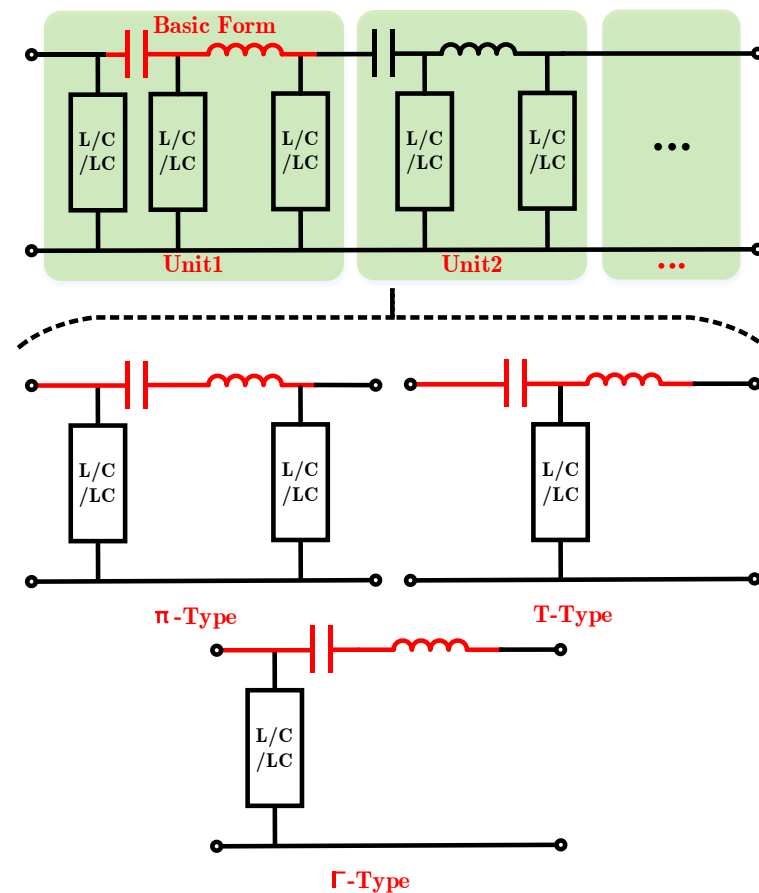 Basic Form
L/C
/LC
L/C
/LC
L/C
/LC
L/C
/LC
L/C
/LC
...
Unit1
Unit2
...
L/C
/LC
L/C
/LC
L/C
/LC
π-Type
T-Type
L/C
/LC
Γ-Type